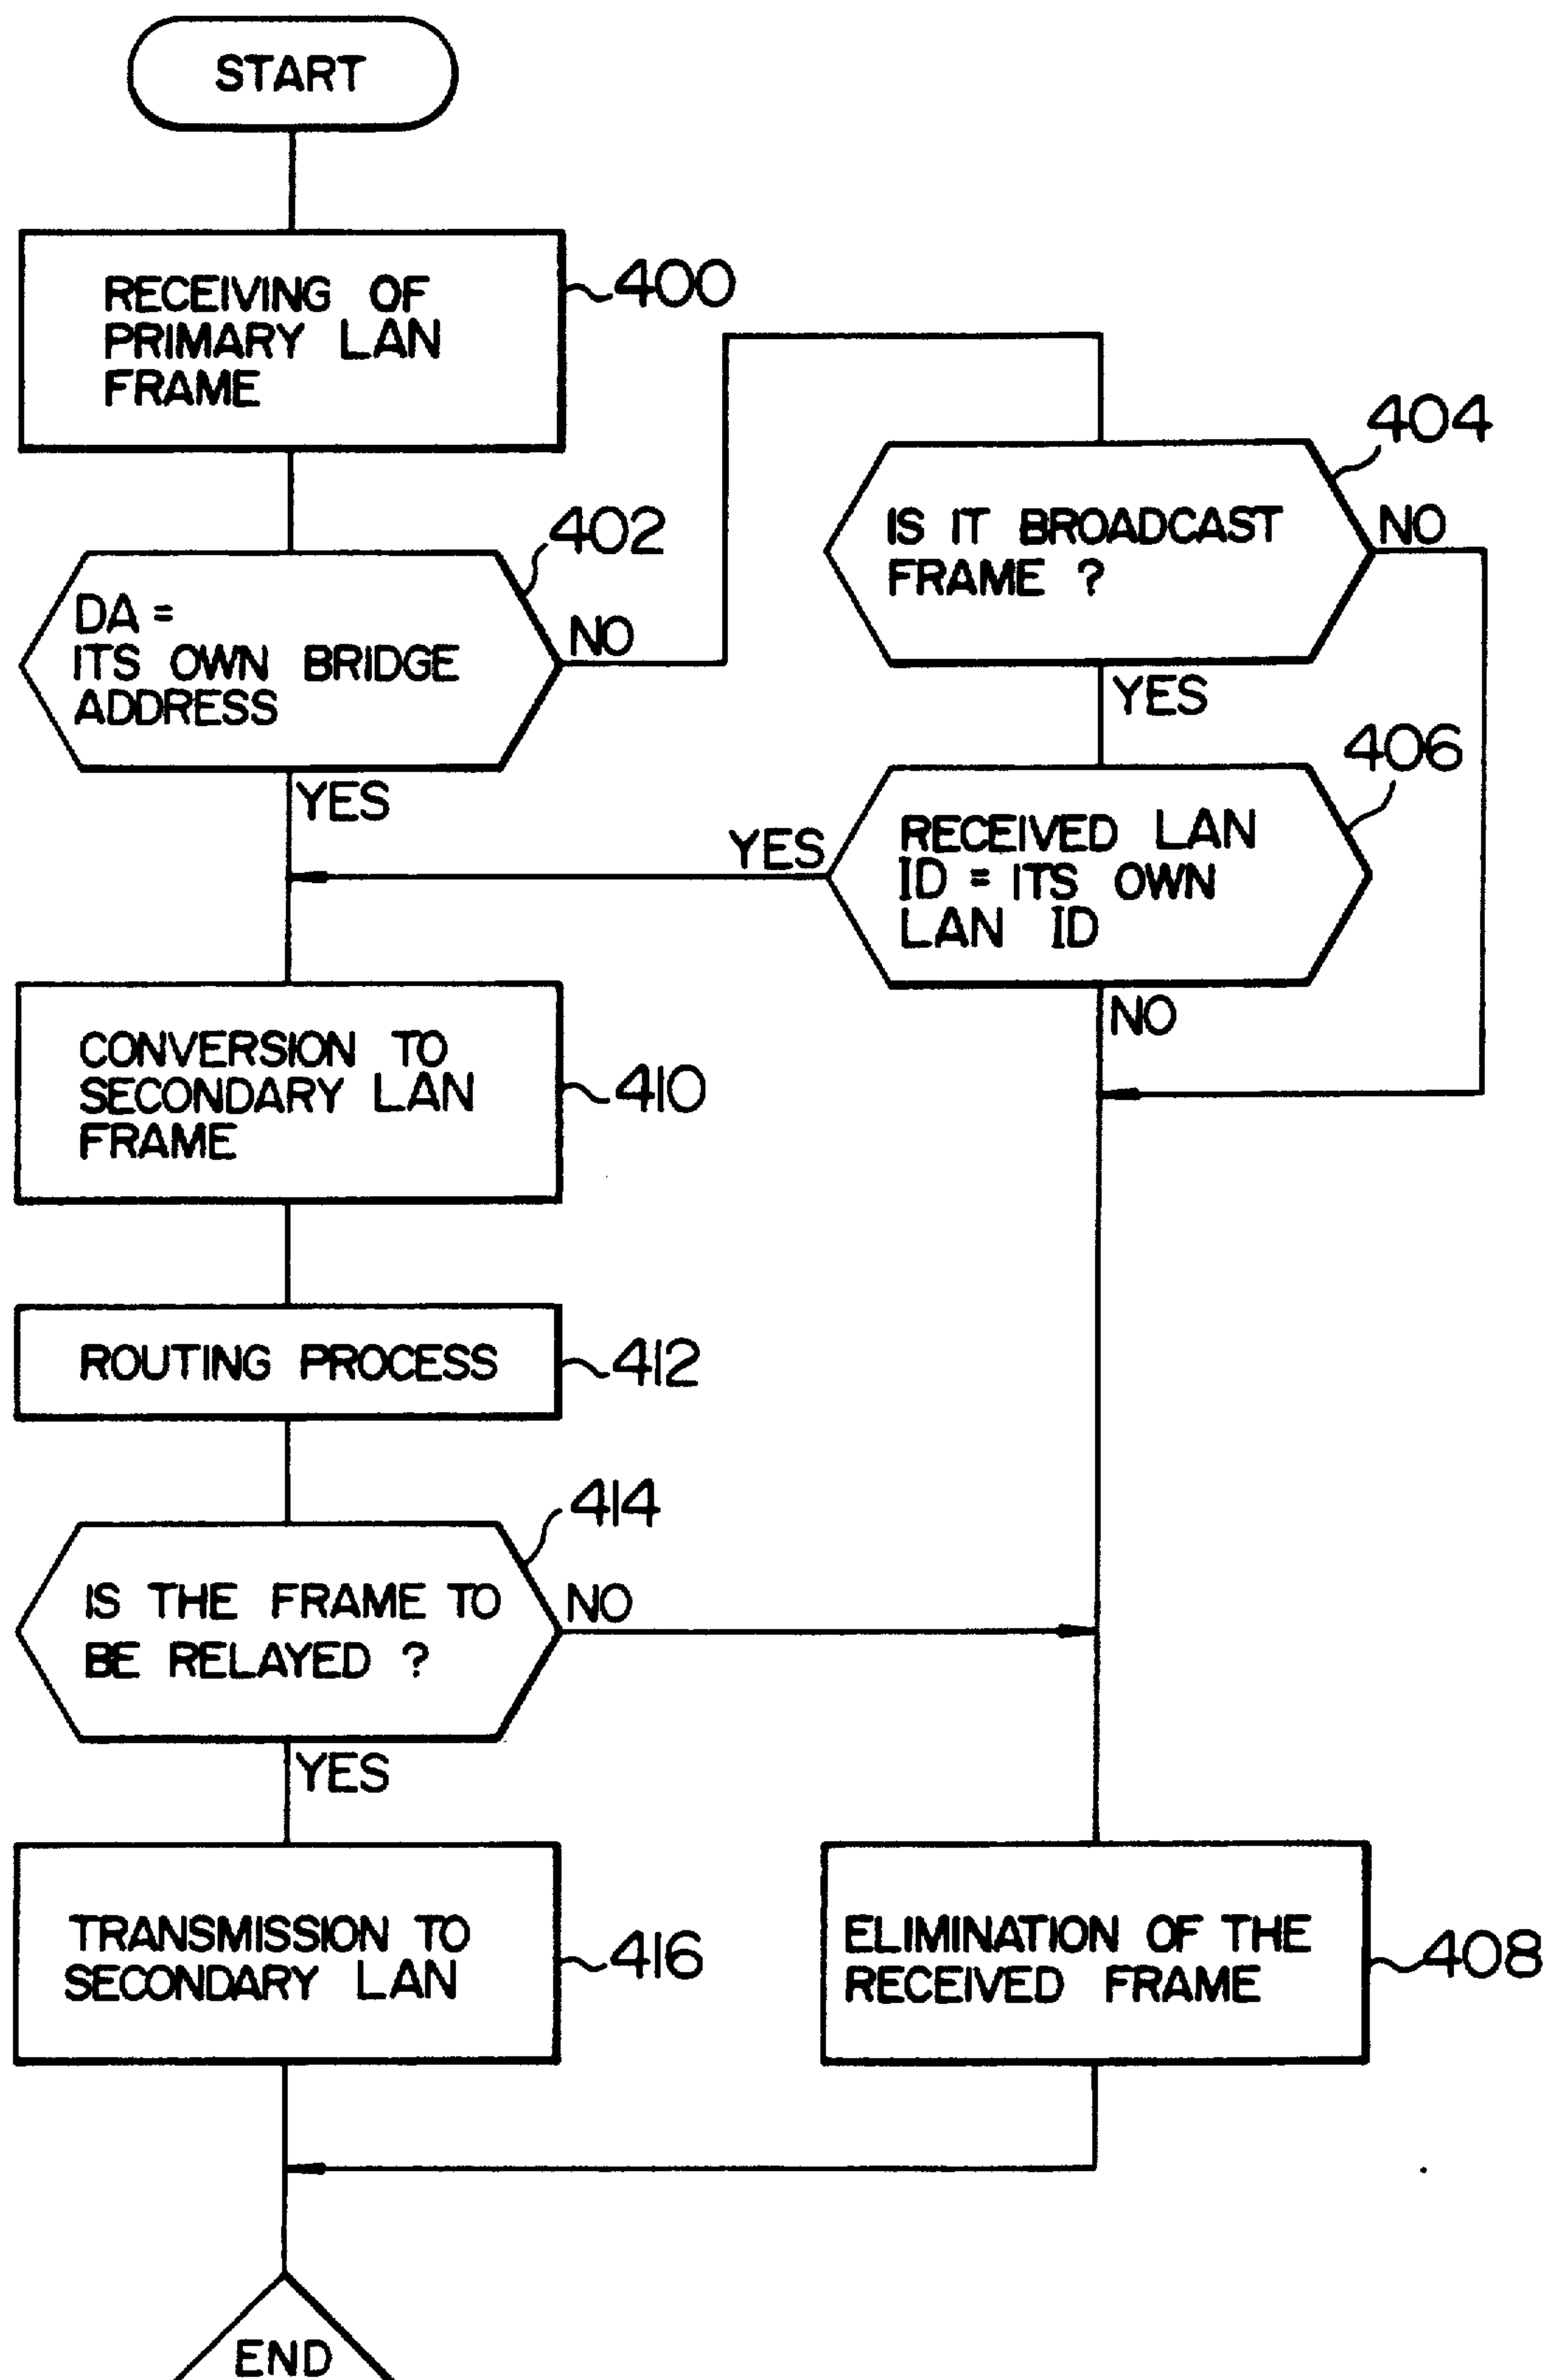 START
RECEIVING OF
PRIMARY LAN
FRAME
400
402
DA =
ITS OWN BRIDGE
ADDRESS
NO
YES
404
IS IT BROADCAST
FRAME ?
NO
YES
406
RECEIVED LAN
ID = ITS OWN
LAN ID
YES
NO
CONVERSION TO
SECONDARY LAN
FRAME
410
ROUTING PROCESS
412
414
IS THE FRAME TO
BE RELAYED ?
NO
YES
TRANSMISSION TO
SECONDARY LAN
416
ELIMINATION OF THE
RECEIVED FRAME
408
END